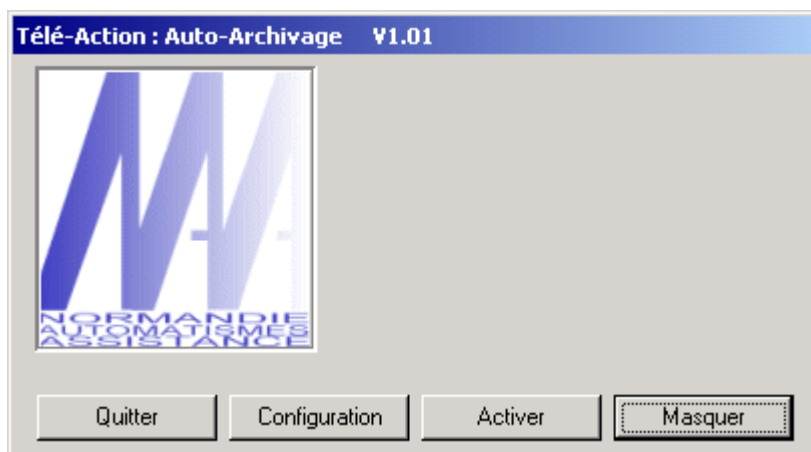 Télé-Action : Auto-Archivage V1.01
NORMANDIE
AUTOMATISMES
ASSISTANCE
Quitter Configuration Activer Masquer